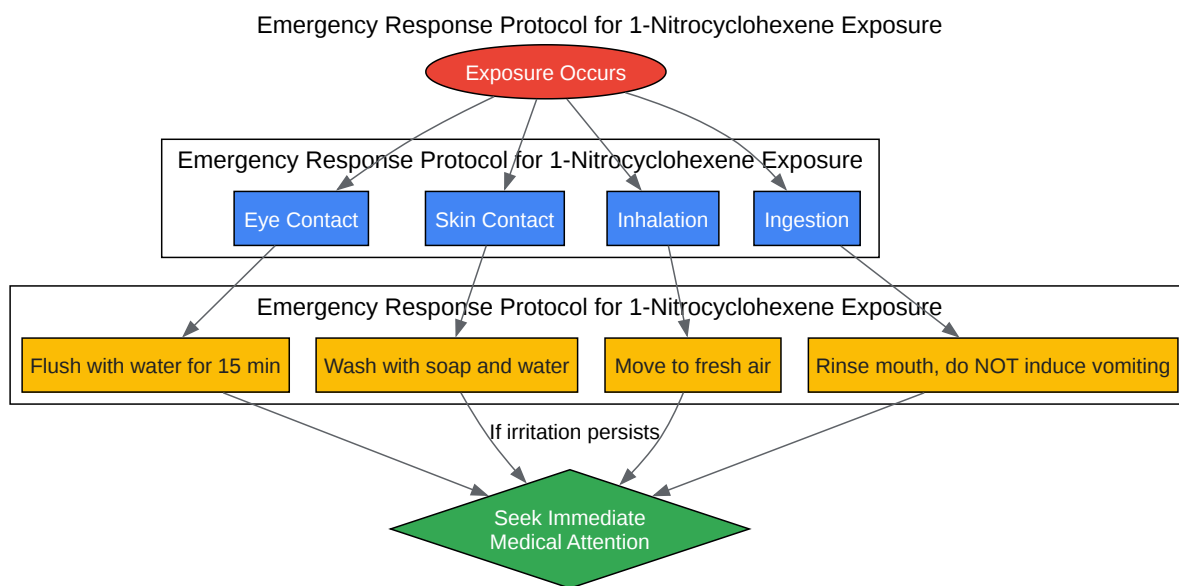 Emergency Response Protocol for 1-Nitrocyclohexene Exposure
Exposure Occurs
Emergency Response Protocol for 1-Nitrocyclohexene Exposure
Eye Contact
Skin Contact
Inhalation
Ingestion
Emergency Response Protocol for 1-Nitrocyclohexene Exposure
Flush with water for 15 min
Wash with soap and water
Move to fresh air
Rinse mouth, do NOT induce vomiting
If irritation persists
Seek Immediate
Medical Attention